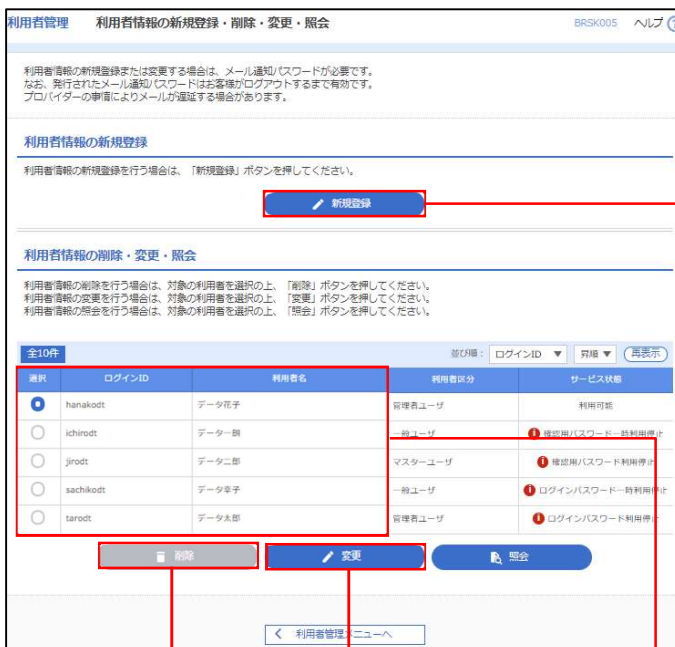 利用者管理 利用者情報の新規登録・削除・変更・照会 BRSK005 ヘルプ
利用者情報の新規登録または変更する場合は、メール通知パスワードが必要です。
なお、発行されたメール通知パスワードはお客様がログアウトするまで有効です。
プロバイダーの事情によりメールが遅延する場合があります。
利用者情報の新規登録
利用者情報の新規登録を行う場合は、「新規登録」ボタンを押してください。
新規登録
利用者情報の削除・変更・照会
利用者情報の削除を行う場合は、対象の利用者を選択の上、「削除」ボタンを押してください。
利用者情報の変更を行う場合は、対象の利用者を選択の上、「変更」ボタンを押してください。
利用者情報の照会を行う場合は、対象の利用者を選択の上、「照会」ボタンを押してください。
全10件 並び順: ログインID ▼ 昇順 ▼ 再表示
選択 ログインID 利用者名 利用者区分 サービス状態
hanakodt データ花子 管理者ユーザ 利用可能
ichirodt データ一朗 一般ユーザ 確認用パスワード一時利用停止
jirodt データ二郎 マスターユーザ 確認用パスワード利用停止
sachikodt データ幸子 一般ユーザ ログインパスワード一時利用停止
tarodt データ太郎 管理者ユーザ ログインパスワード利用停止
削除 変更 照会
利用者管理メニューへ